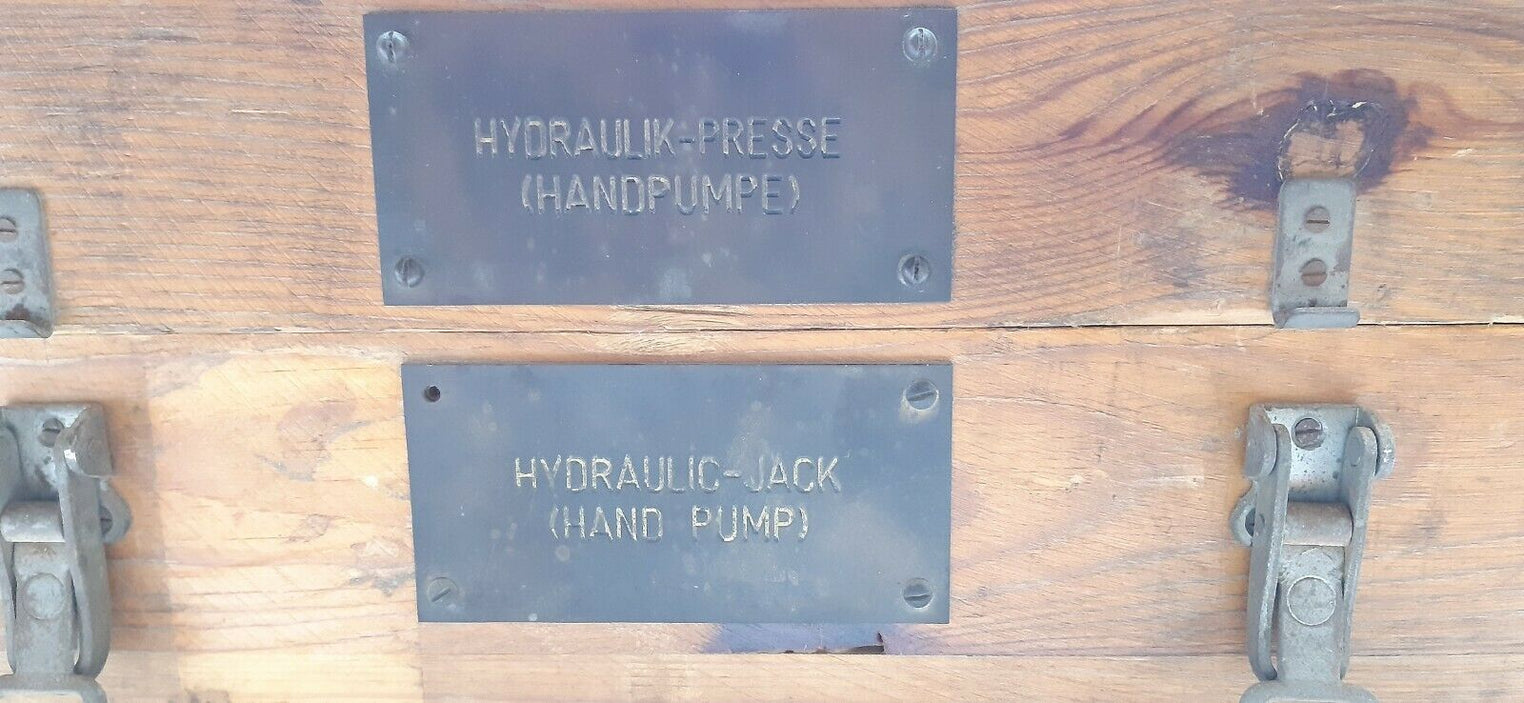 HYDRAULIK-PRESSE
(HANDPUMPE)
HYDRAULIC-JACK
(HAND PUMP)